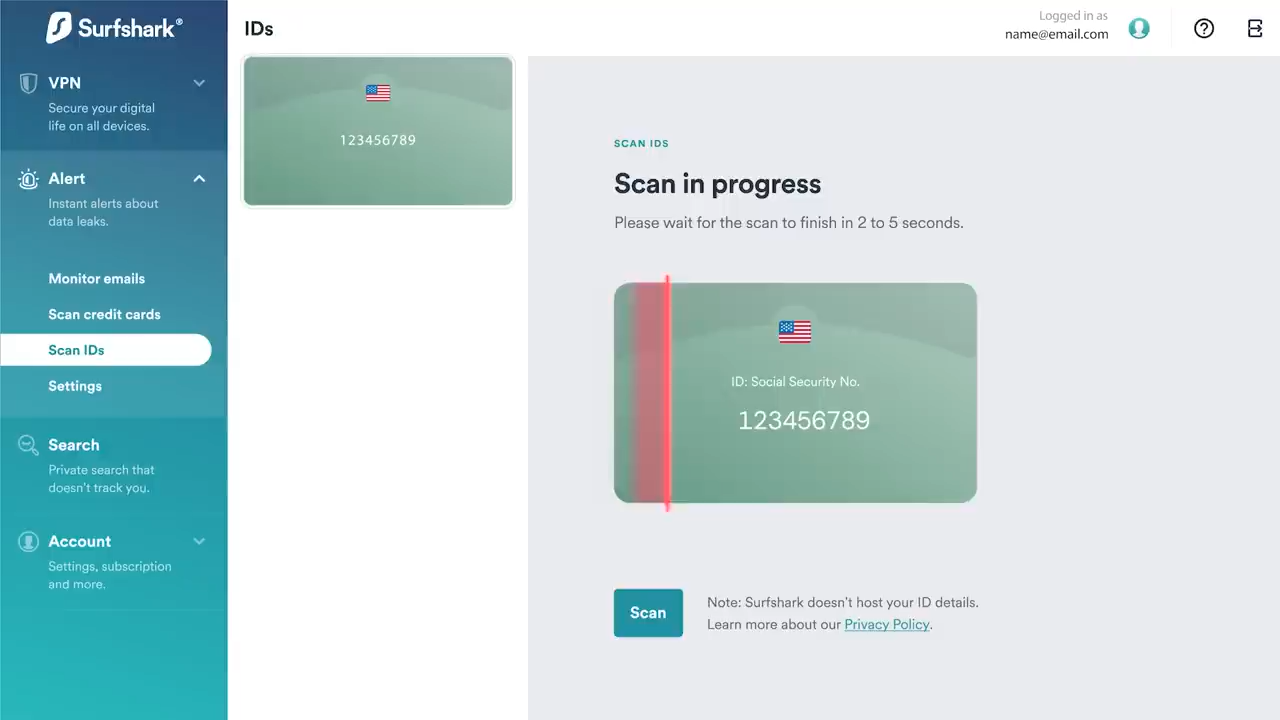 Surfshark®
VPN
Secure your digital
life on all devices.
Alert
Instant alerts about
data leaks.
Monitor emails
Scan credit cards
Scan IDs
Settings
Search
Private search that
doesn't track you.
Account
Settings, subscription
and more.
IDs
123456789
Logged in as
name@email.com
SCAN IDS
Scan in progress
Please wait for the scan to finish in 2 to 5 seconds.
ID: Social Security No.
123456789
Scan
Note: Surfshark doesn't host your ID details.
Learn more about our Privacy Policy.